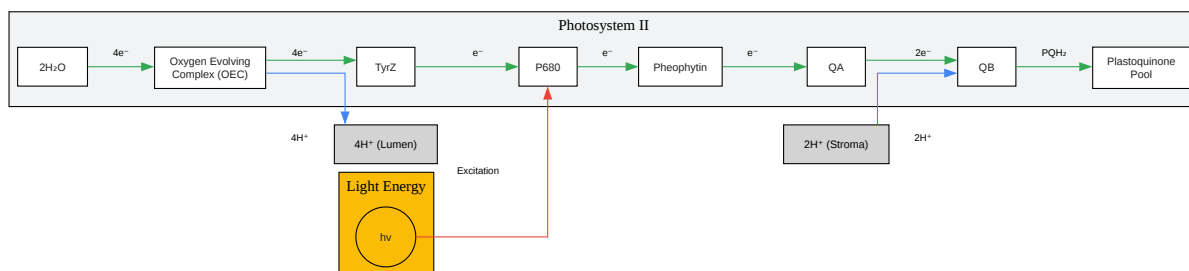 Photosystem II
2H₂O
4e⁻
Oxygen Evolving
Complex (OEC)
4e⁻
TyrZ
e⁻
P680
e⁻
Pheophytin
e⁻
QA
2e⁻
QB
PQH₂
Plastoquinone
Pool
4H⁺
4H⁺ (Lumen)
2H⁺ (Stroma)
2H⁺
Excitation
Light Energy
hv